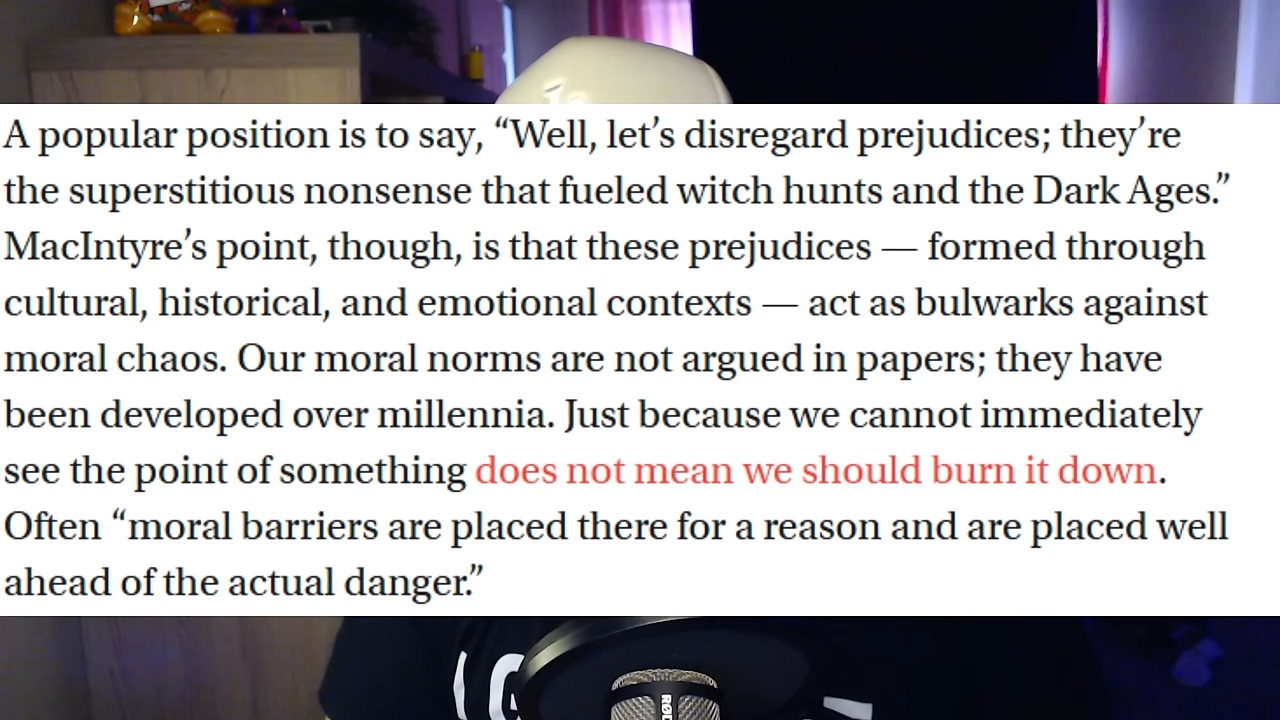 A popular position is to say, “Well, let’s disregard prejudices; they’re
the superstitious nonsense that fueled witch hunts and the Dark Ages.”
MacIntyre’s point, though, is that these prejudices — formed through
cultural, historical, and emotional contexts — act as bulwarks against
moral chaos. Our moral norms are not argued in papers; they have
been developed over millennia. Just because we cannot immediately
see the point of something does not mean we should burn it down.
Often “moral barriers are placed there for a reason and are placed well
ahead of the actual danger.”